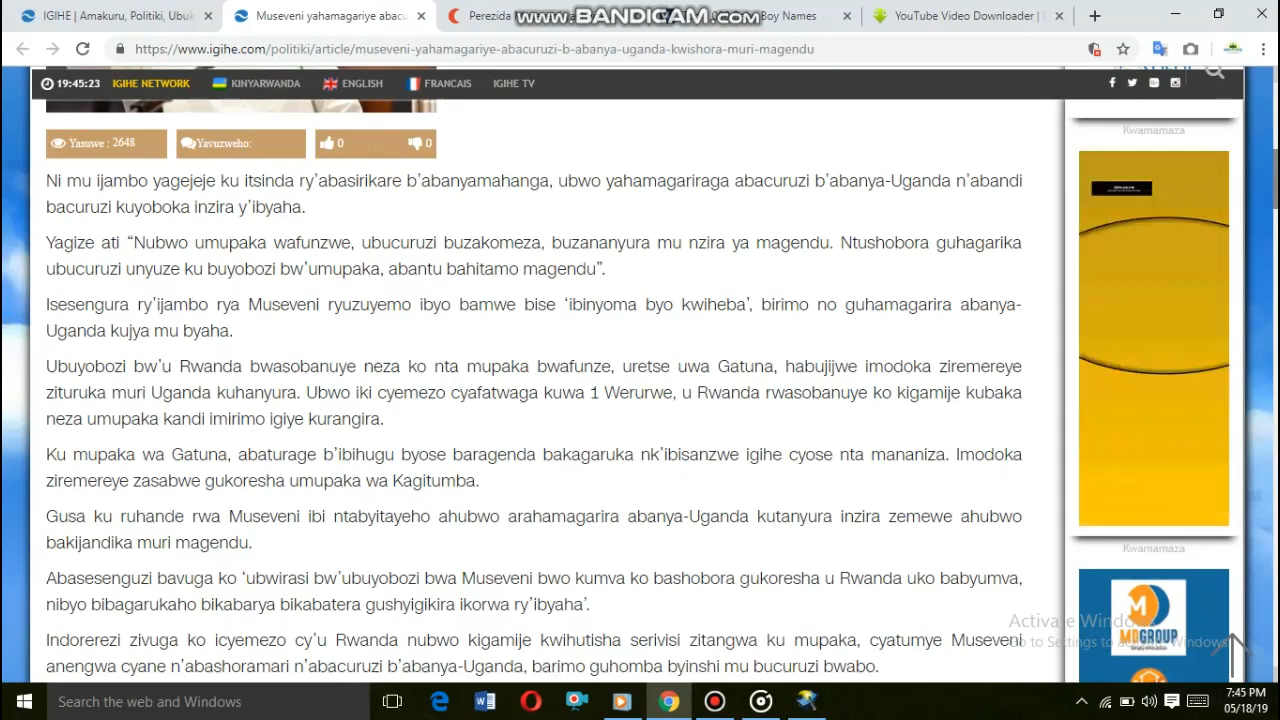 IGIHE | Amakuru, Politiki, Ubuk
Museveni yahamagariye abacu
Perezida
www.BANDICAM.com
Boy Names
YouTube Video Downloader | F
https://www.igihe.com/politiki/article/museveni-yahamagariye-abacuruzi-b-abanya-uganda-kwishora-muri-magendu
19:45:23 IGIHE NETWORK KINYARWANDA ENGLISH FRANCAIS IGIHE TV
Yasuwe : 2648 Yavuzweho: 0 0
Ni mu ijambo yagejeje ku itsinda ry’abasirikare b’abanyamahanga, ubwo yahamagariraga abacuruzi b’abanya-Uganda n’abandi
bacuruzi kuyoboka inzira y’ibyaha.
Yagize ati “Nubwo umupaka wafunzwe, ubucuruzi buzakomeza, buzananyura mu nzira ya magendu. Ntushobora guhagarika
ubucuruzi unyuze ku buyobozi bw’umupaka, abantu bahitamo magendu”.
Isesengura ry’ijambo rya Museveni ryuzuyemo ibyo bamwe bise ‘ibinyoma byo kwiheba’, birimo no guhamagarira abanya-
Uganda kujya mu byaha.
Ubuyobozi bw’u Rwanda bwasobanuye neza ko nta mupaka bwafunze, uretse uwa Gatuna, habujijwe imodoka ziremereye
zituruka muri Uganda kuhanyura. Ubwo iki cyemezo cyafatwaga kuwa 1 Werurwe, u Rwanda rwasobanuye ko kigamije kubaka
neza umupaka kandi imirimo igiye kurangira.
Ku mupaka wa Gatuna, abaturage b’ibihugu byose baragenda bakagaruka nk’ibisanzwe igihe cyose nta mananiza. Imodoka
ziremereye zasabwe gukoresha umupaka wa Kagitumba.
Gusa ku ruhande rwa Museveni ibi ntabyitayeho ahubwo arahamagarira abanya-Uganda kutanyura inzira zemewe ahubwo
bakijandika muri magendu.
Abasesenguzi bavuga ko ‘ubwirasi bw’ubuyobozi bwa Museveni bwo kumva ko bashobora gukoresha u Rwanda uko babyumva,
nibyo bibagarukaho bikabarya bikabatera gushyigikira ikorwa ry’ibyaha’.
Indorerezi zivuga ko icyemezo cy’u Rwanda nubwo kigamije kwihutisha serivisi zitangwa ku mupaka, cyatumye Museveni
anengwa cyane n’abashoramari n’abacuruzi b’abanya-Uganda, barimo guhomba byinshi mu bucuruzi bwabo.
Kwamamaza
Kwamamaza
MDGROUP
Activate Windo
Go to Settings to activate Windows.
Search the web and Windows
7:45 PM
05/18/19